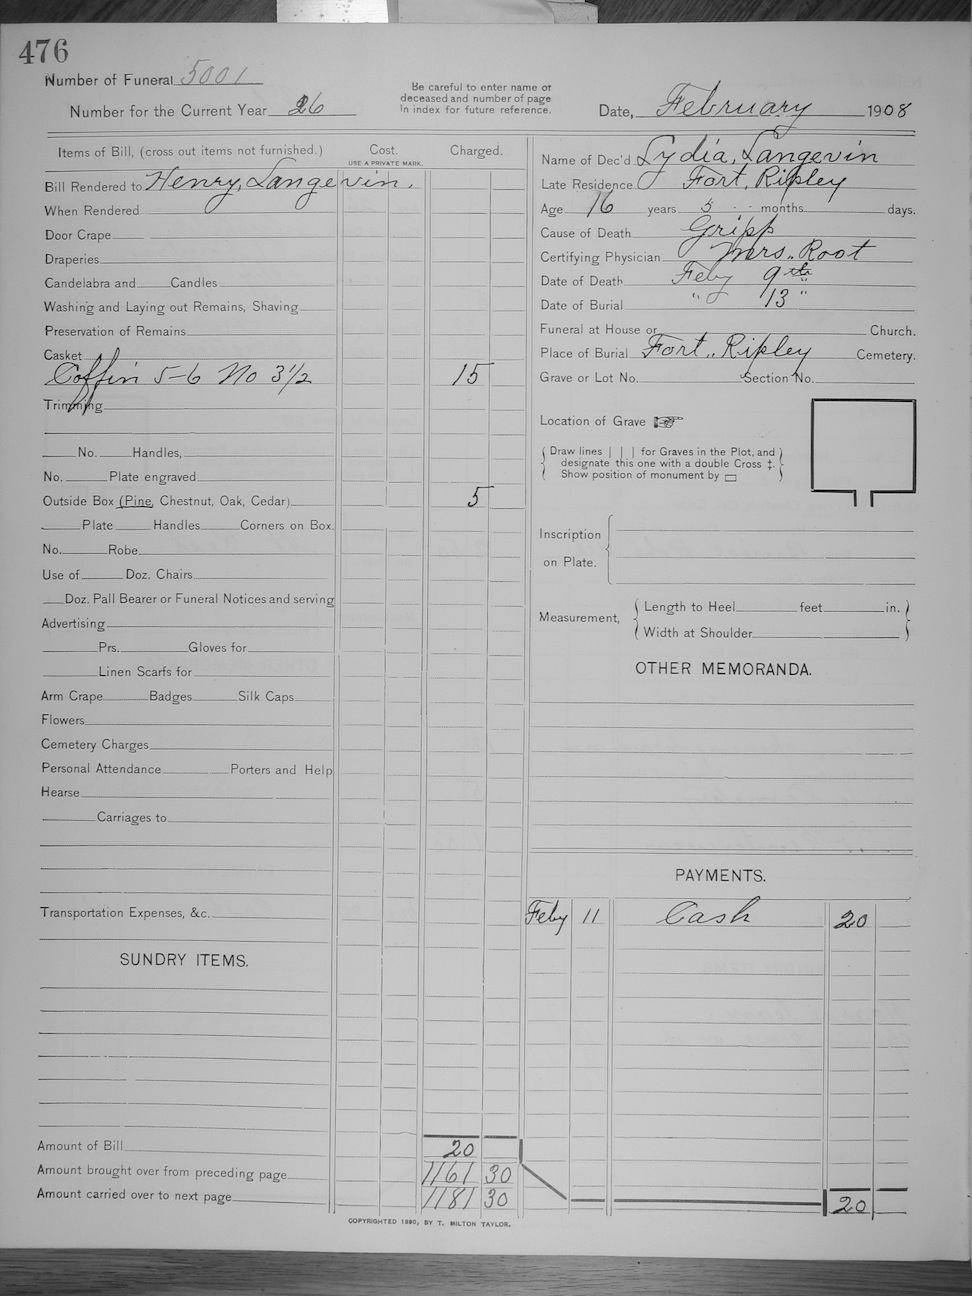 476
Number of Funeral 5001
Number for the Current Year 26
Be careful to enter name of
deceased and number of page
in index for future reference.
Date, February 1908
Items of Bill, (cross out items not furnished.)
Cost.
USE A PRIVATE MARK.
Charged.
Bill Rendered to Henry, Langevin.
When Rendered
Door Crape
Draperies
Candelabra and Candles
Washing and Laying out Remains, Shaving
Preservation of Remains
Casket
Coffin 5-6 No 3½ 15
Trimming
No. Handles,
No. Plate engraved
Outside Box (Pine, Chestnut, Oak, Cedar) 5
Plate Handles Corners on Box.
No. Robe
Use of Doz. Chairs
Doz. Pall Bearer or Funeral Notices and serving
Advertising
Prs. Gloves for
Linen Scarfs for
Arm Crape Badges Silk Caps
Flowers
Cemetery Charges
Personal Attendance Porters and Help
Hearse
Carriages to
Transportation Expenses, &c.
SUNDRY ITEMS.
Amount of Bill 20
Amount brought over from preceding page 1161 30
Amount carried over to next page 1181 30
Name of Dec'd Lydia, Langevin
Late Residence Fort, Ripley
Age 16 years 5 months days.
Cause of Death Gripp
Certifying Physician Mrs.. Root
Date of Death Feby 9th
Date of Burial " 13"
Funeral at House or Church.
Place of Burial Fort,, Ripley Cemetery.
Grave or Lot No. Section No.
Location of Grave ☞
Draw lines | | | for Graves in the Plot, and
designate this one with a double Cross ‡.
Show position of monument by ▭
Inscription
on Plate.
Measurement,
Length to Heel feet in.
Width at Shoulder
OTHER MEMORANDA.
PAYMENTS.
Feby 11 Cash 20
20
COPYRIGHTED 1890, BY T. MILTON TAYLOR.